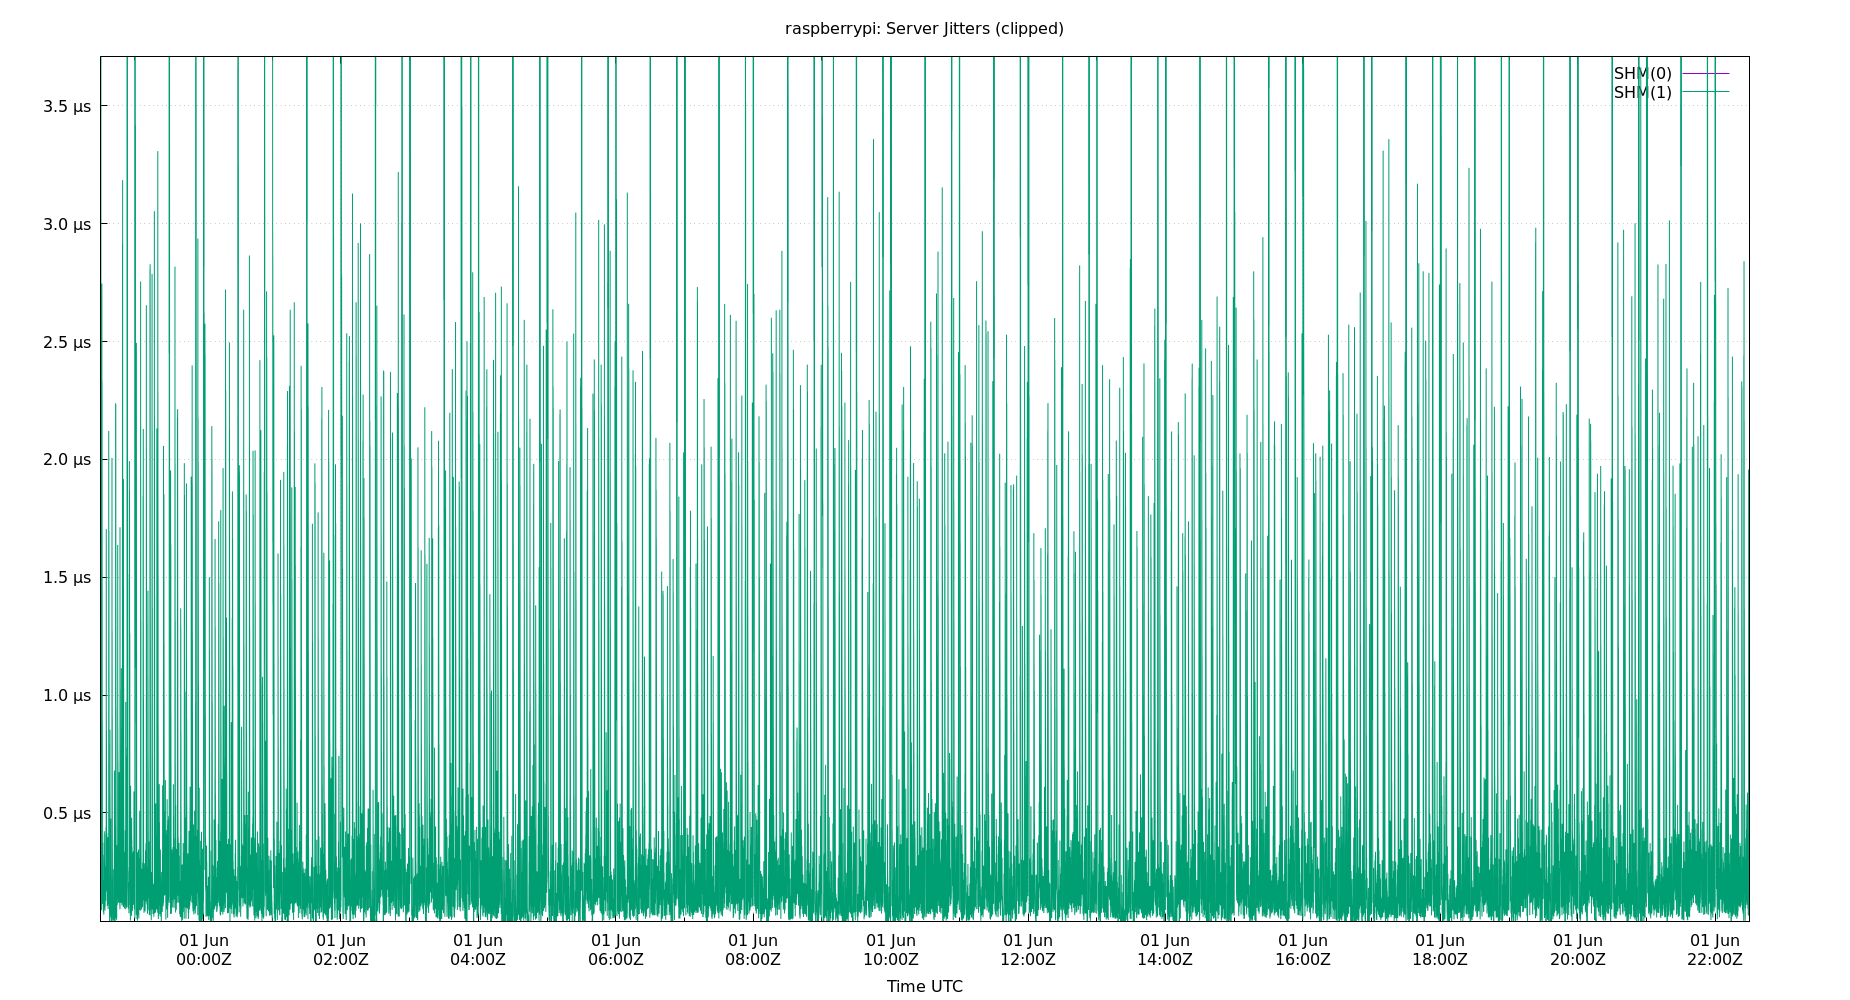 raspberrypi: Server Jitters (clipped)
SHM(0)
SHM(1)
3.5 µs
3.0 µs
2.5 µs
2.0 µs
1.5 µs
1.0 µs
0.5 µs
01 Jun 01 Jun 01 Jun 01 Jun 01 Jun 01 Jun 01 Jun 01 Jun 01 Jun 01 Jun 01 Jun 01 Jun
00:00Z 02:00Z 04:00Z 06:00Z 08:00Z 10:00Z 12:00Z 14:00Z 16:00Z 18:00Z 20:00Z 22:00Z
Time UTC